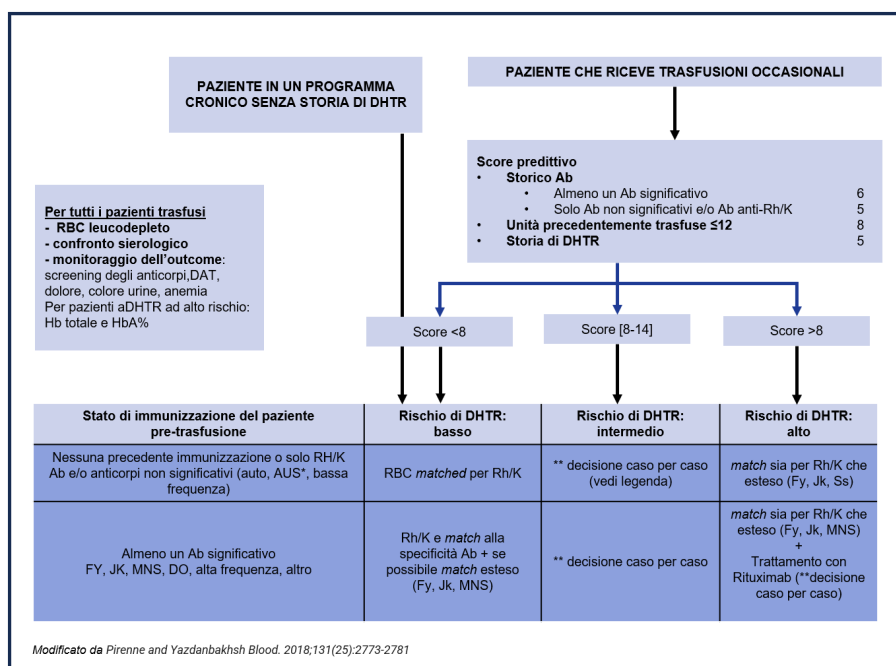 PAZIENTE IN UN PROGRAMMA
CRONICO SENZA STORIA DI DHTR
PAZIENTE CHE RICEVE TRASFUSIONI OCCASIONALI
Score predittivo
• Storico Ab
• Almeno un Ab significativo 6
• Solo Ab non significativi e/o Ab anti-Rh/K 5
• Unità precedentemente trasfuse ≤12 8
• Storia di DHTR 5
Per tutti i pazienti trasfusi
- RBC leucodepleto
- confronto sierologico
- monitoraggio dell'outcome:
screening degli anticorpi,DAT,
dolore, colore urine, anemia
Per pazienti aDHTR ad alto rischio:
Hb totale e HbA%
Score <8
Score [8-14]
Score >8
Stato di immunizzazione del paziente
pre-trasfusione
Rischio di DHTR:
basso
Rischio di DHTR:
intermedio
Rischio di DHTR:
alto
Nessuna precedente immunizzazione o solo RH/K
Ab e/o anticorpi non significativi (auto, AUS*, bassa
frequenza)
RBC matched per Rh/K
** decisione caso per caso
(vedi legenda)
match sia per Rh/K che
esteso (Fy, Jk, Ss)
Almeno un Ab significativo
FY, JK, MNS, DO, alta frequenza, altro
Rh/K e match alla
specificità Ab + se
possibile match esteso
(Fy, Jk, MNS)
** decisione caso per caso
match sia per Rh/K che
esteso (Fy, Jk, MNS)
+
Trattamento con
Rituximab (**decisione
caso per caso)
Modificato da Pirenne and Yazdanbakhsh Blood. 2018;131(25):2773-2781